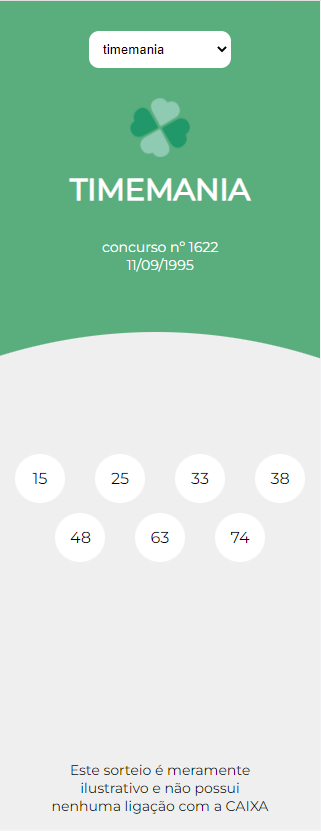 timemania
TIMEMANIA
concurso nº 1622
11/09/1995
15 25 33 38
48 63 74
Este sorteio é meramente
ilustrativo e não possui
nenhuma ligação com a CAIXA